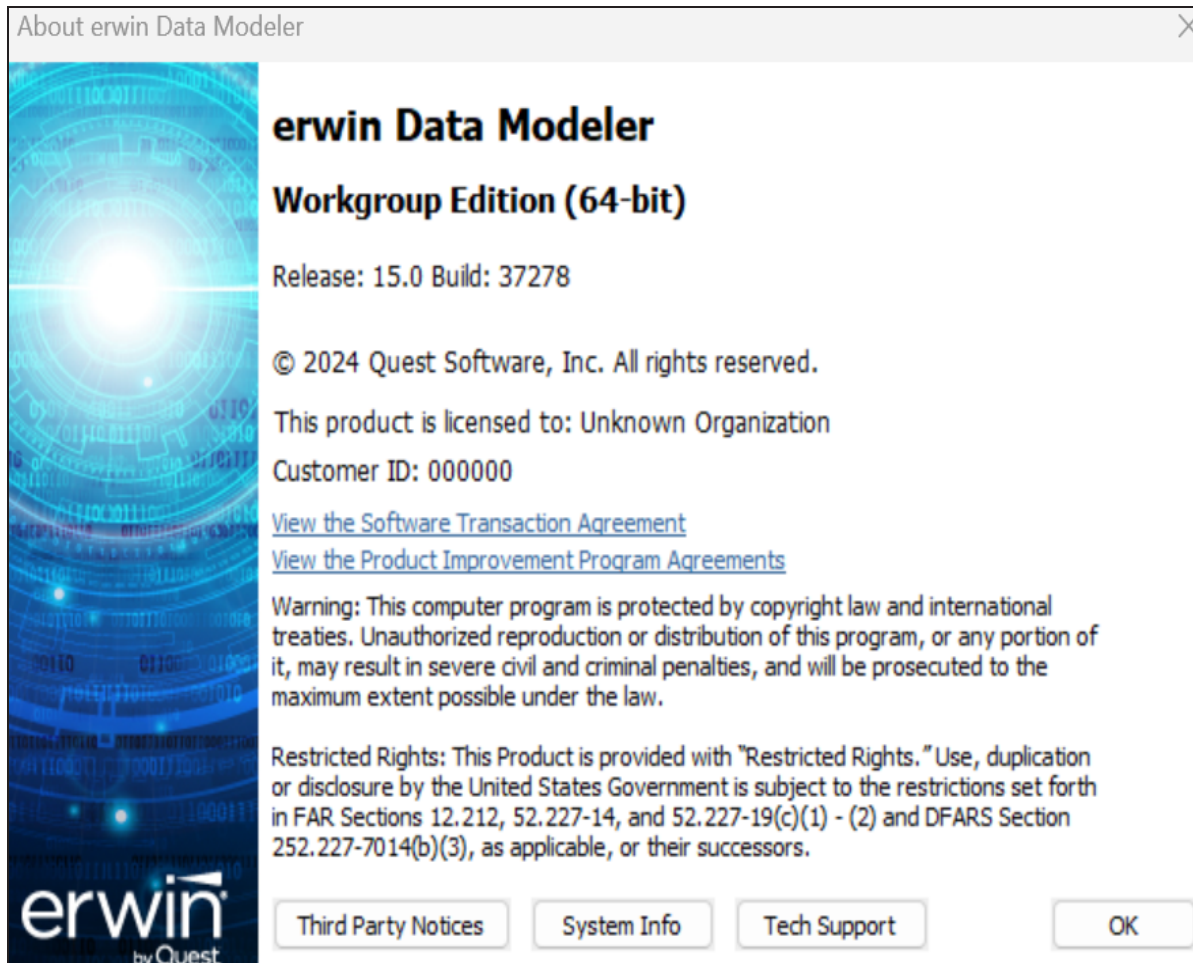 About erwin Data Modeler
erwin Data Modeler
Workgroup Edition (64-bit)
Release: 15.0 Build: 37278
© 2024 Quest Software, Inc. All rights reserved.
This product is licensed to: Unknown Organization
Customer ID: 000000
View the Software Transaction Agreement
View the Product Improvement Program Agreements
Warning: This computer program is protected by copyright law and international
treaties. Unauthorized reproduction or distribution of this program, or any portion of
it, may result in severe civil and criminal penalties, and will be prosecuted to the
maximum extent possible under the law.
Restricted Rights: This Product is provided with “Restricted Rights.” Use, duplication
or disclosure by the United States Government is subject to the restrictions set forth
in FAR Sections 12.212, 52.227-14, and 52.227-19(c)(1) - (2) and DFARS Section
252.227-7014(b)(3), as applicable, or their successors.
erwin
by Quest
Third Party Notices
System Info
Tech Support
OK